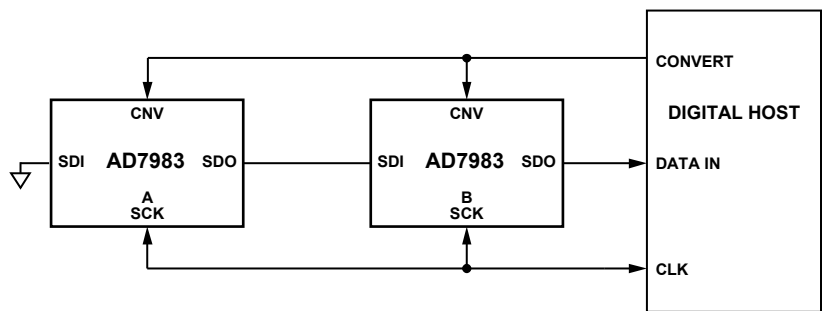 CONVERT
CNV
CNV
DIGITAL HOST
SDI AD7983 SDO
SDI AD7983 SDO
DATA IN
A
SCK
B
SCK
CLK